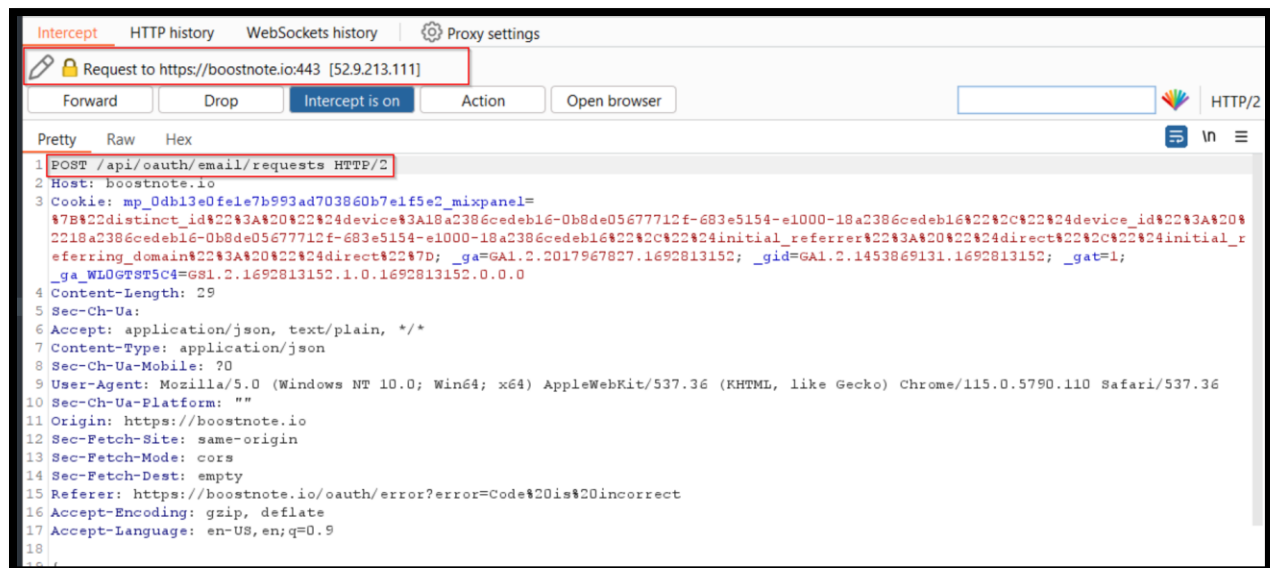 Intercept HTTP history WebSockets history Proxy settings
Request to https://boostnote.io:443 [52.9.213.111]
Forward Drop Intercept is on Action Open browser HTTP/2
Pretty Raw Hex \n
1 POST /api/oauth/email/requests HTTP/2
2 Host: boostnote.io
3 Cookie: mp_0db13e0fe1e7b993ad703860b7e1f5e2_mixpanel=
%7B%22distinct_id%22%3A%20%22%24device%3A18a2386cedeb16-0b8de05677712f-683e5154-e1000-18a2386cedeb16%22%2C%22%24device_id%22%3A%20%
2218a2386cedeb16-0b8de05677712f-683e5154-e1000-18a2386cedeb16%22%2C%22%24initial_referrer%22%3A%20%22%24direct%22%2C%22%24initial_r
eferring_domain%22%3A%20%22%24direct%22%7D; _ga=GA1.2.2017967827.1692813152; _gid=GA1.2.1453869131.1692813152; _gat=1;
_ga_WL0GTST5C4=GS1.2.1692813152.1.0.1692813152.0.0.0
4 Content-Length: 29
5 Sec-Ch-Ua:
6 Accept: application/json, text/plain, */*
7 Content-Type: application/json
8 Sec-Ch-Ua-Mobile: ?0
9 User-Agent: Mozilla/5.0 (Windows NT 10.0; Win64; x64) AppleWebKit/537.36 (KHTML, like Gecko) Chrome/115.0.5790.110 Safari/537.36
10 Sec-Ch-Ua-Platform: ""
11 Origin: https://boostnote.io
12 Sec-Fetch-Site: same-origin
13 Sec-Fetch-Mode: cors
14 Sec-Fetch-Dest: empty
15 Referer: https://boostnote.io/oauth/error?error=Code%20is%20incorrect
16 Accept-Encoding: gzip, deflate
17 Accept-Language: en-US,en;q=0.9
18